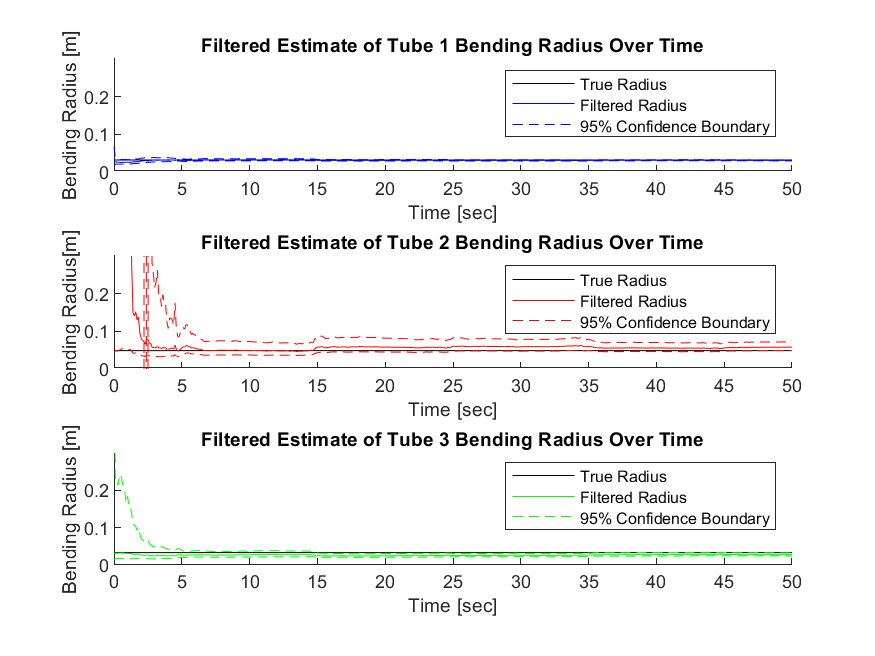 Filtered Estimate of Tube 1 Bending Radius Over Time
Bending Radius [m]
0.2
0.1
0
True Radius
Filtered Radius
95% Confidence Boundary
0 5 10 15 20 25 30 35 40 45 50
Time [sec]
Filtered Estimate of Tube 2 Bending Radius Over Time
Bending Radius[m]
0.2
0.1
0
True Radius
Filtered Radius
95% Confidence Boundary
0 5 10 15 20 25 30 35 40 45 50
Time [sec]
Filtered Estimate of Tube 3 Bending Radius Over Time
Bending Radius [m]
0.2
0.1
0
True Radius
Filtered Radius
95% Confidence Boundary
0 5 10 15 20 25 30 35 40 45 50
Time [sec]